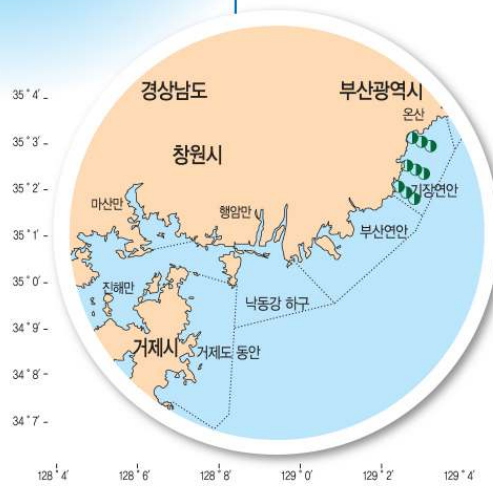 경상남도
부산광역시
온산
창원시
기장연안
마산만
행암만
부산연안
진해만
낙동강 하구
거제시
거제도 동안
35˚4´
35˚3´
35˚2´
35˚1´
35˚0´
34˚9´
34˚8´
34˚7´
128˚4´
128˚6´
128˚8´
129˚0´
129˚2´
129˚4´